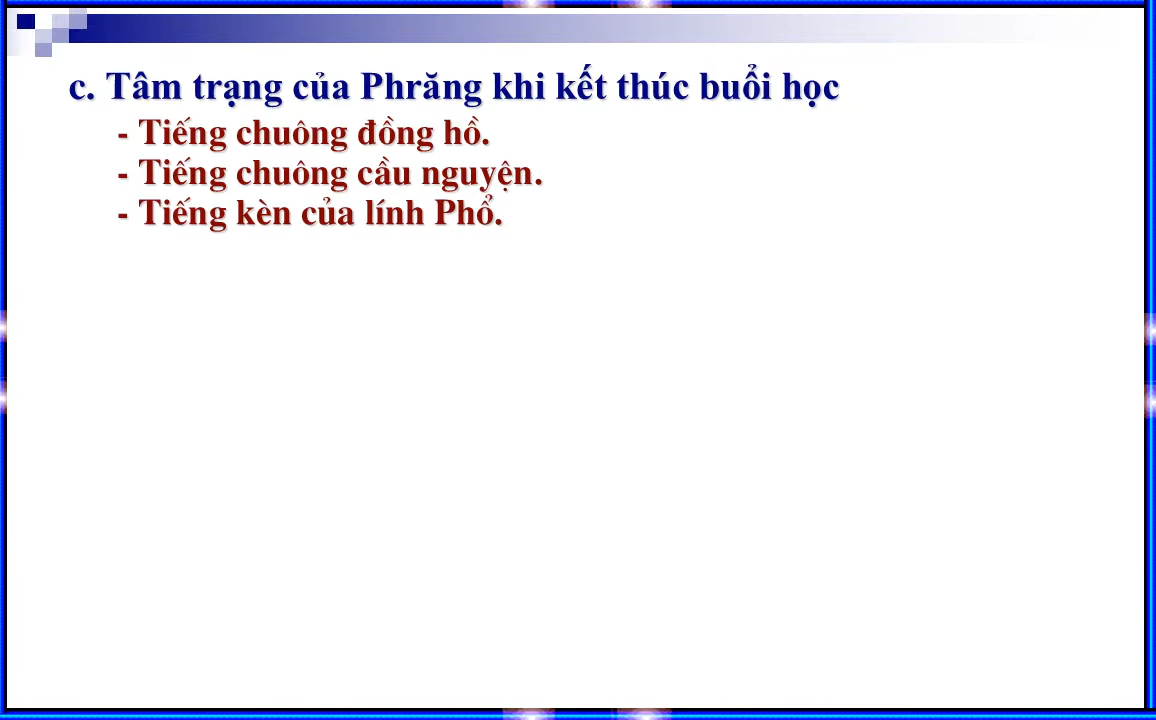 c. Tâm trạng của Phrăng khi kết thúc buổi học
- Tiếng chuông đồng hồ.
- Tiếng chuông cầu nguyện.
- Tiếng kèn của lính Phổ.